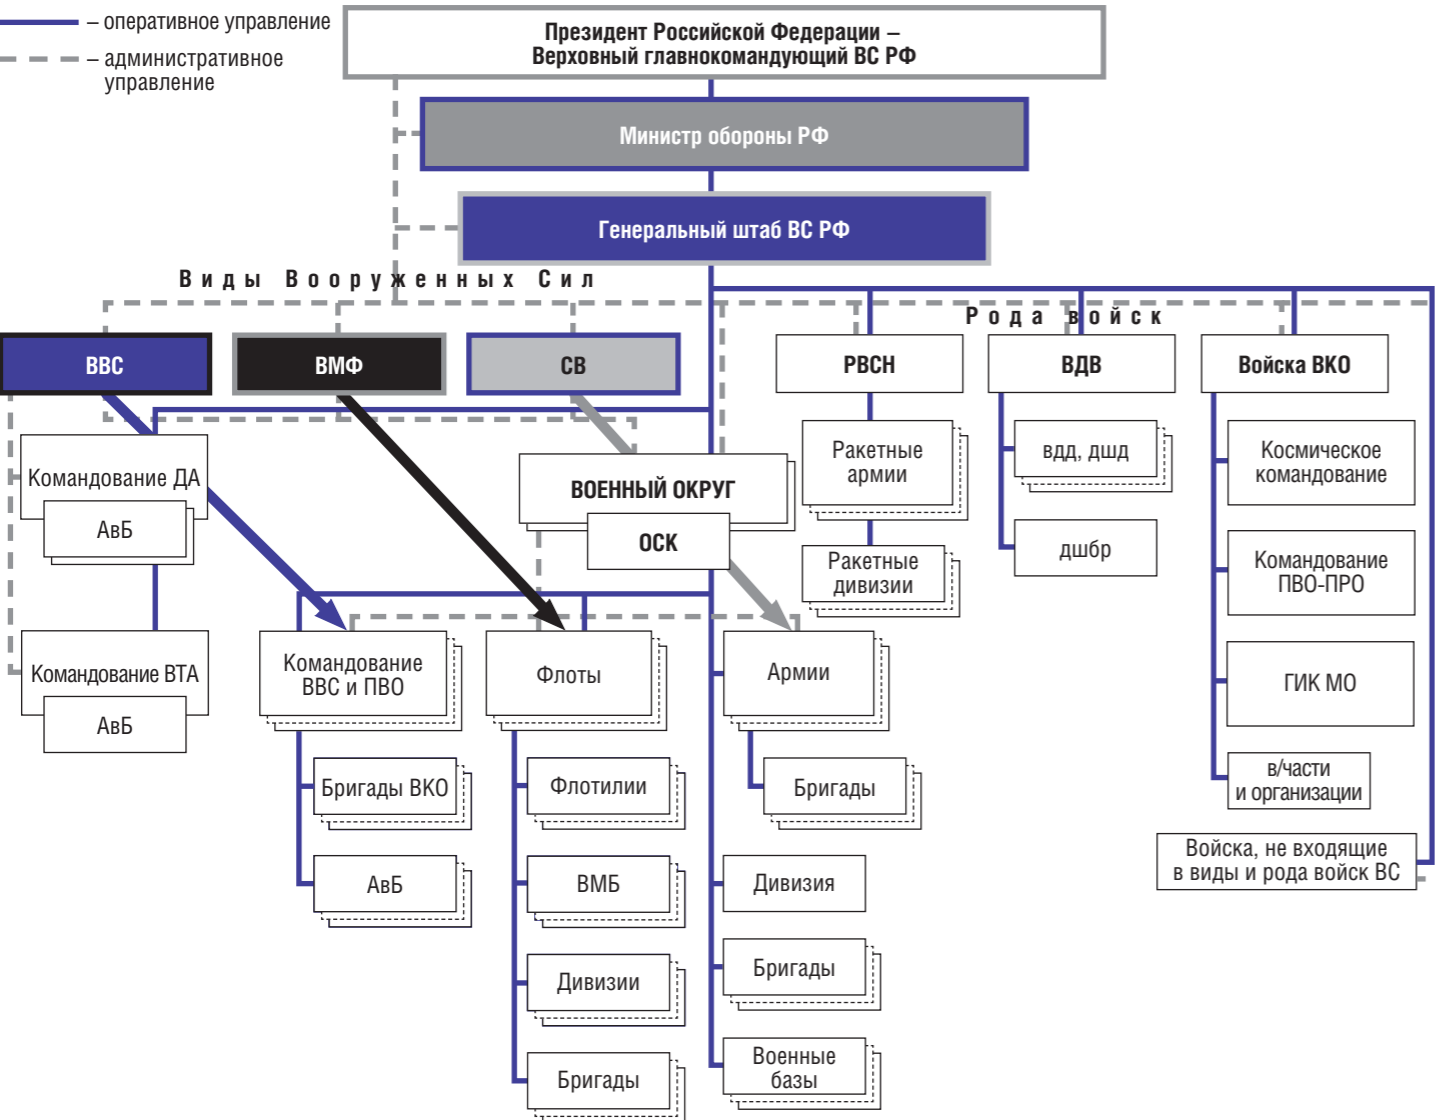 – оперативное управление
– административное
управление
Президент Российской Федерации –
Верховный главнокомандующий ВС РФ
Министр обороны РФ
Генеральный штаб ВС РФ
Виды Вооруженных Сил
Рода войск
ВВС
ВМФ
СВ
РВСН
ВДВ
Войска ВКО
Командование ДА
АвБ
Командование ВТА
АвБ
ВОЕННЫЙ ОКРУГ
ОСК
Ракетные
армии
Ракетные
дивизии
вдд, дшд
дшбр
Космическое
командование
Командование
ПВО-ПРО
ГИК МО
в/части
и организации
Войска, не входящие
в виды и рода войск ВС
Командование
ВВС и ПВО
Бригады ВКО
АвБ
Флоты
Флотилии
ВМБ
Дивизии
Бригады
Армии
Бригады
Дивизия
Бригады
Военные
базы